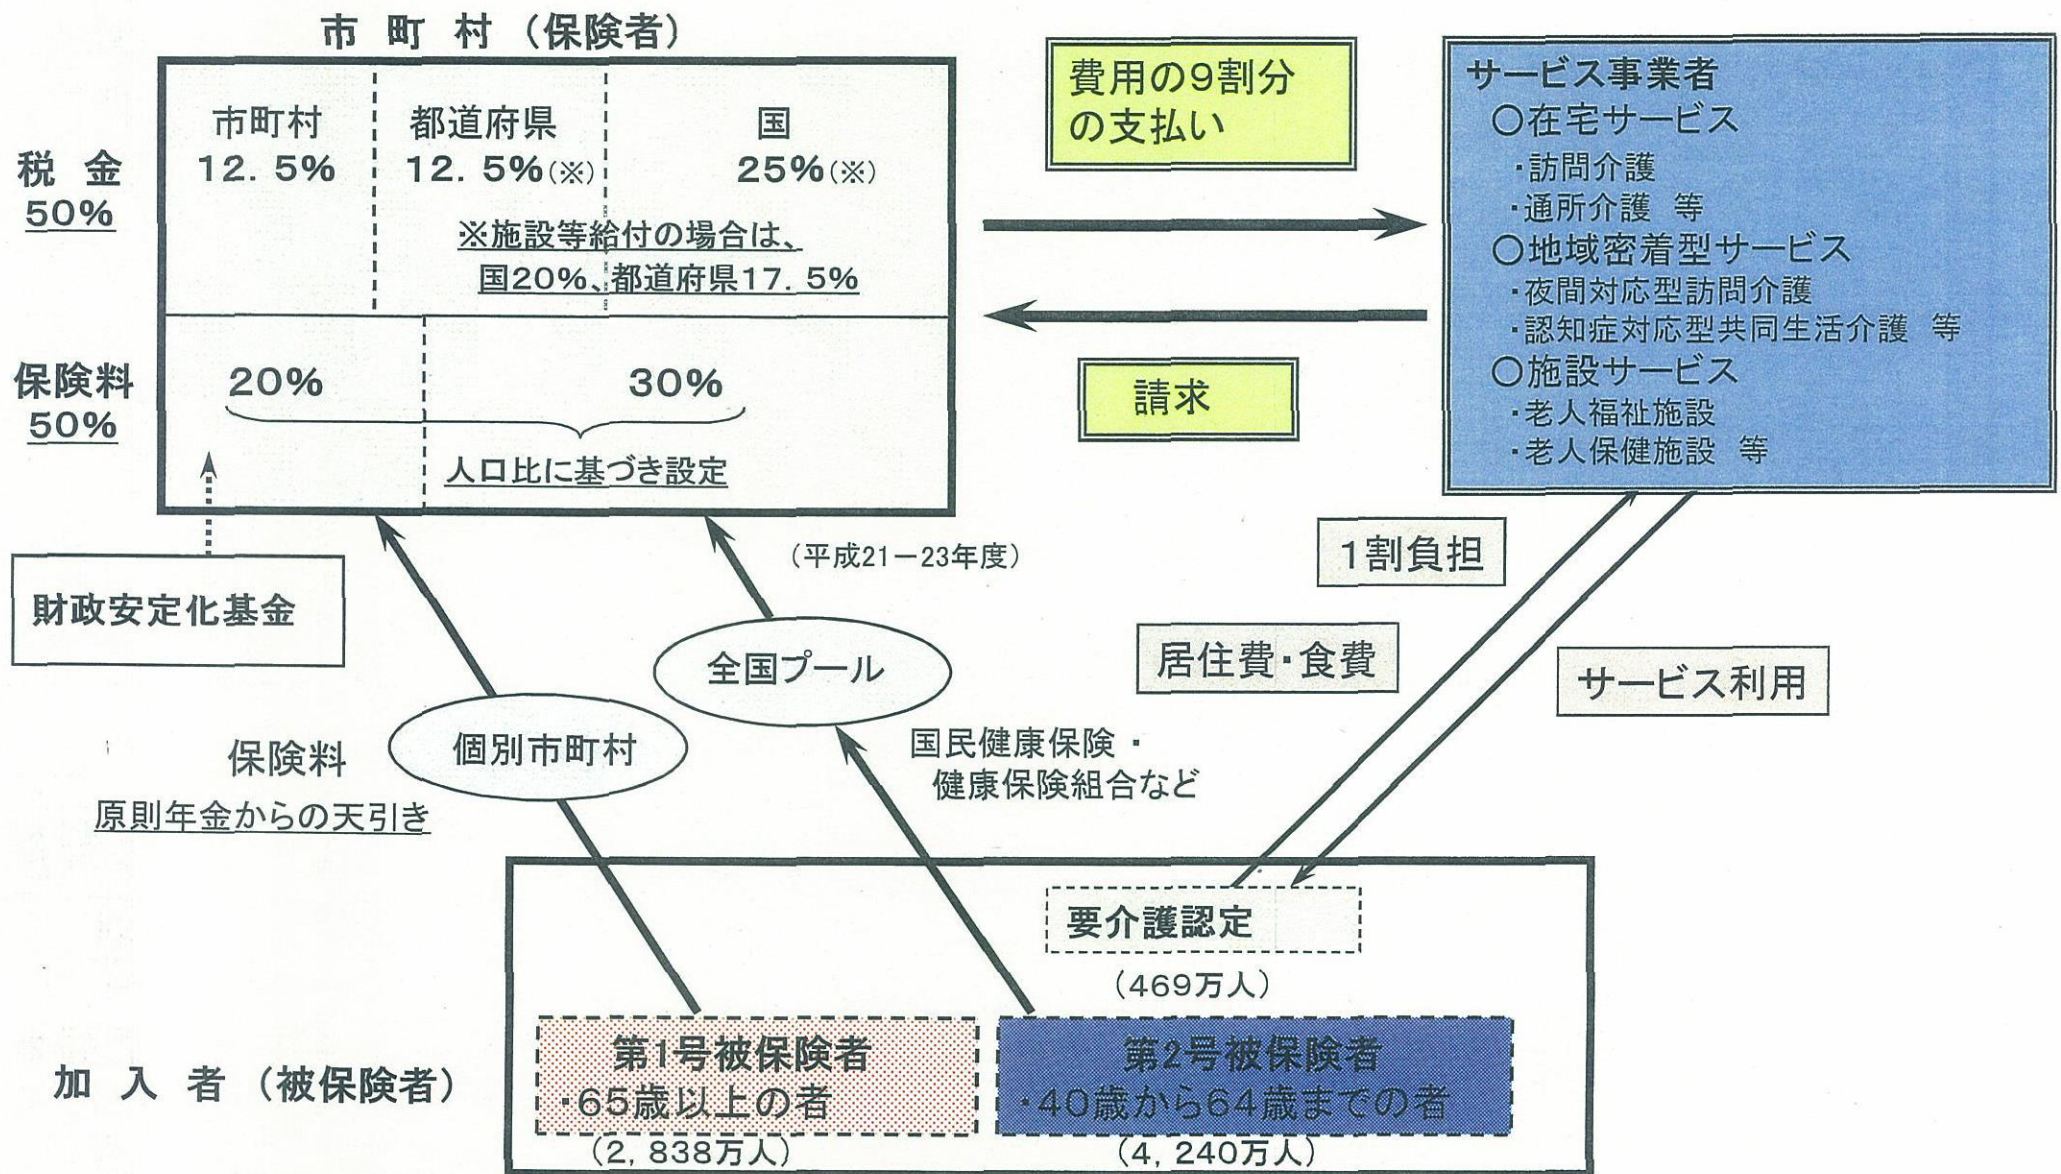 市 町 村 (保険者)
税 金
50%
市町村
12.5%
都道府県
12.5%(※)
国
25%(※)
※施設等給付の場合は、
国20%、都道府県17.5%
保険料
50%
20%
30%
人口比に基づき設定
費用の9割分
の支払い
請求
サービス事業者
○在宅サービス
・訪問介護
・通所介護 等
○地域密着型サービス
・夜間対応型訪問介護
・認知症対応型共同生活介護 等
○施設サービス
・老人福祉施設
・老人保健施設 等
財政安定化基金
(平成21-23年度)
1割負担
居住費・食費
サービス利用
全国プール
個別市町村
国民健康保険・
健康保険組合など
保険料
原則年金からの天引き
要介護認定
(469万人)
加 入 者 (被保険者)
第1号被保険者
・65歳以上の者
(2,838万人)
第2号被保険者
・40歳から64歳までの者
(4,240万人)